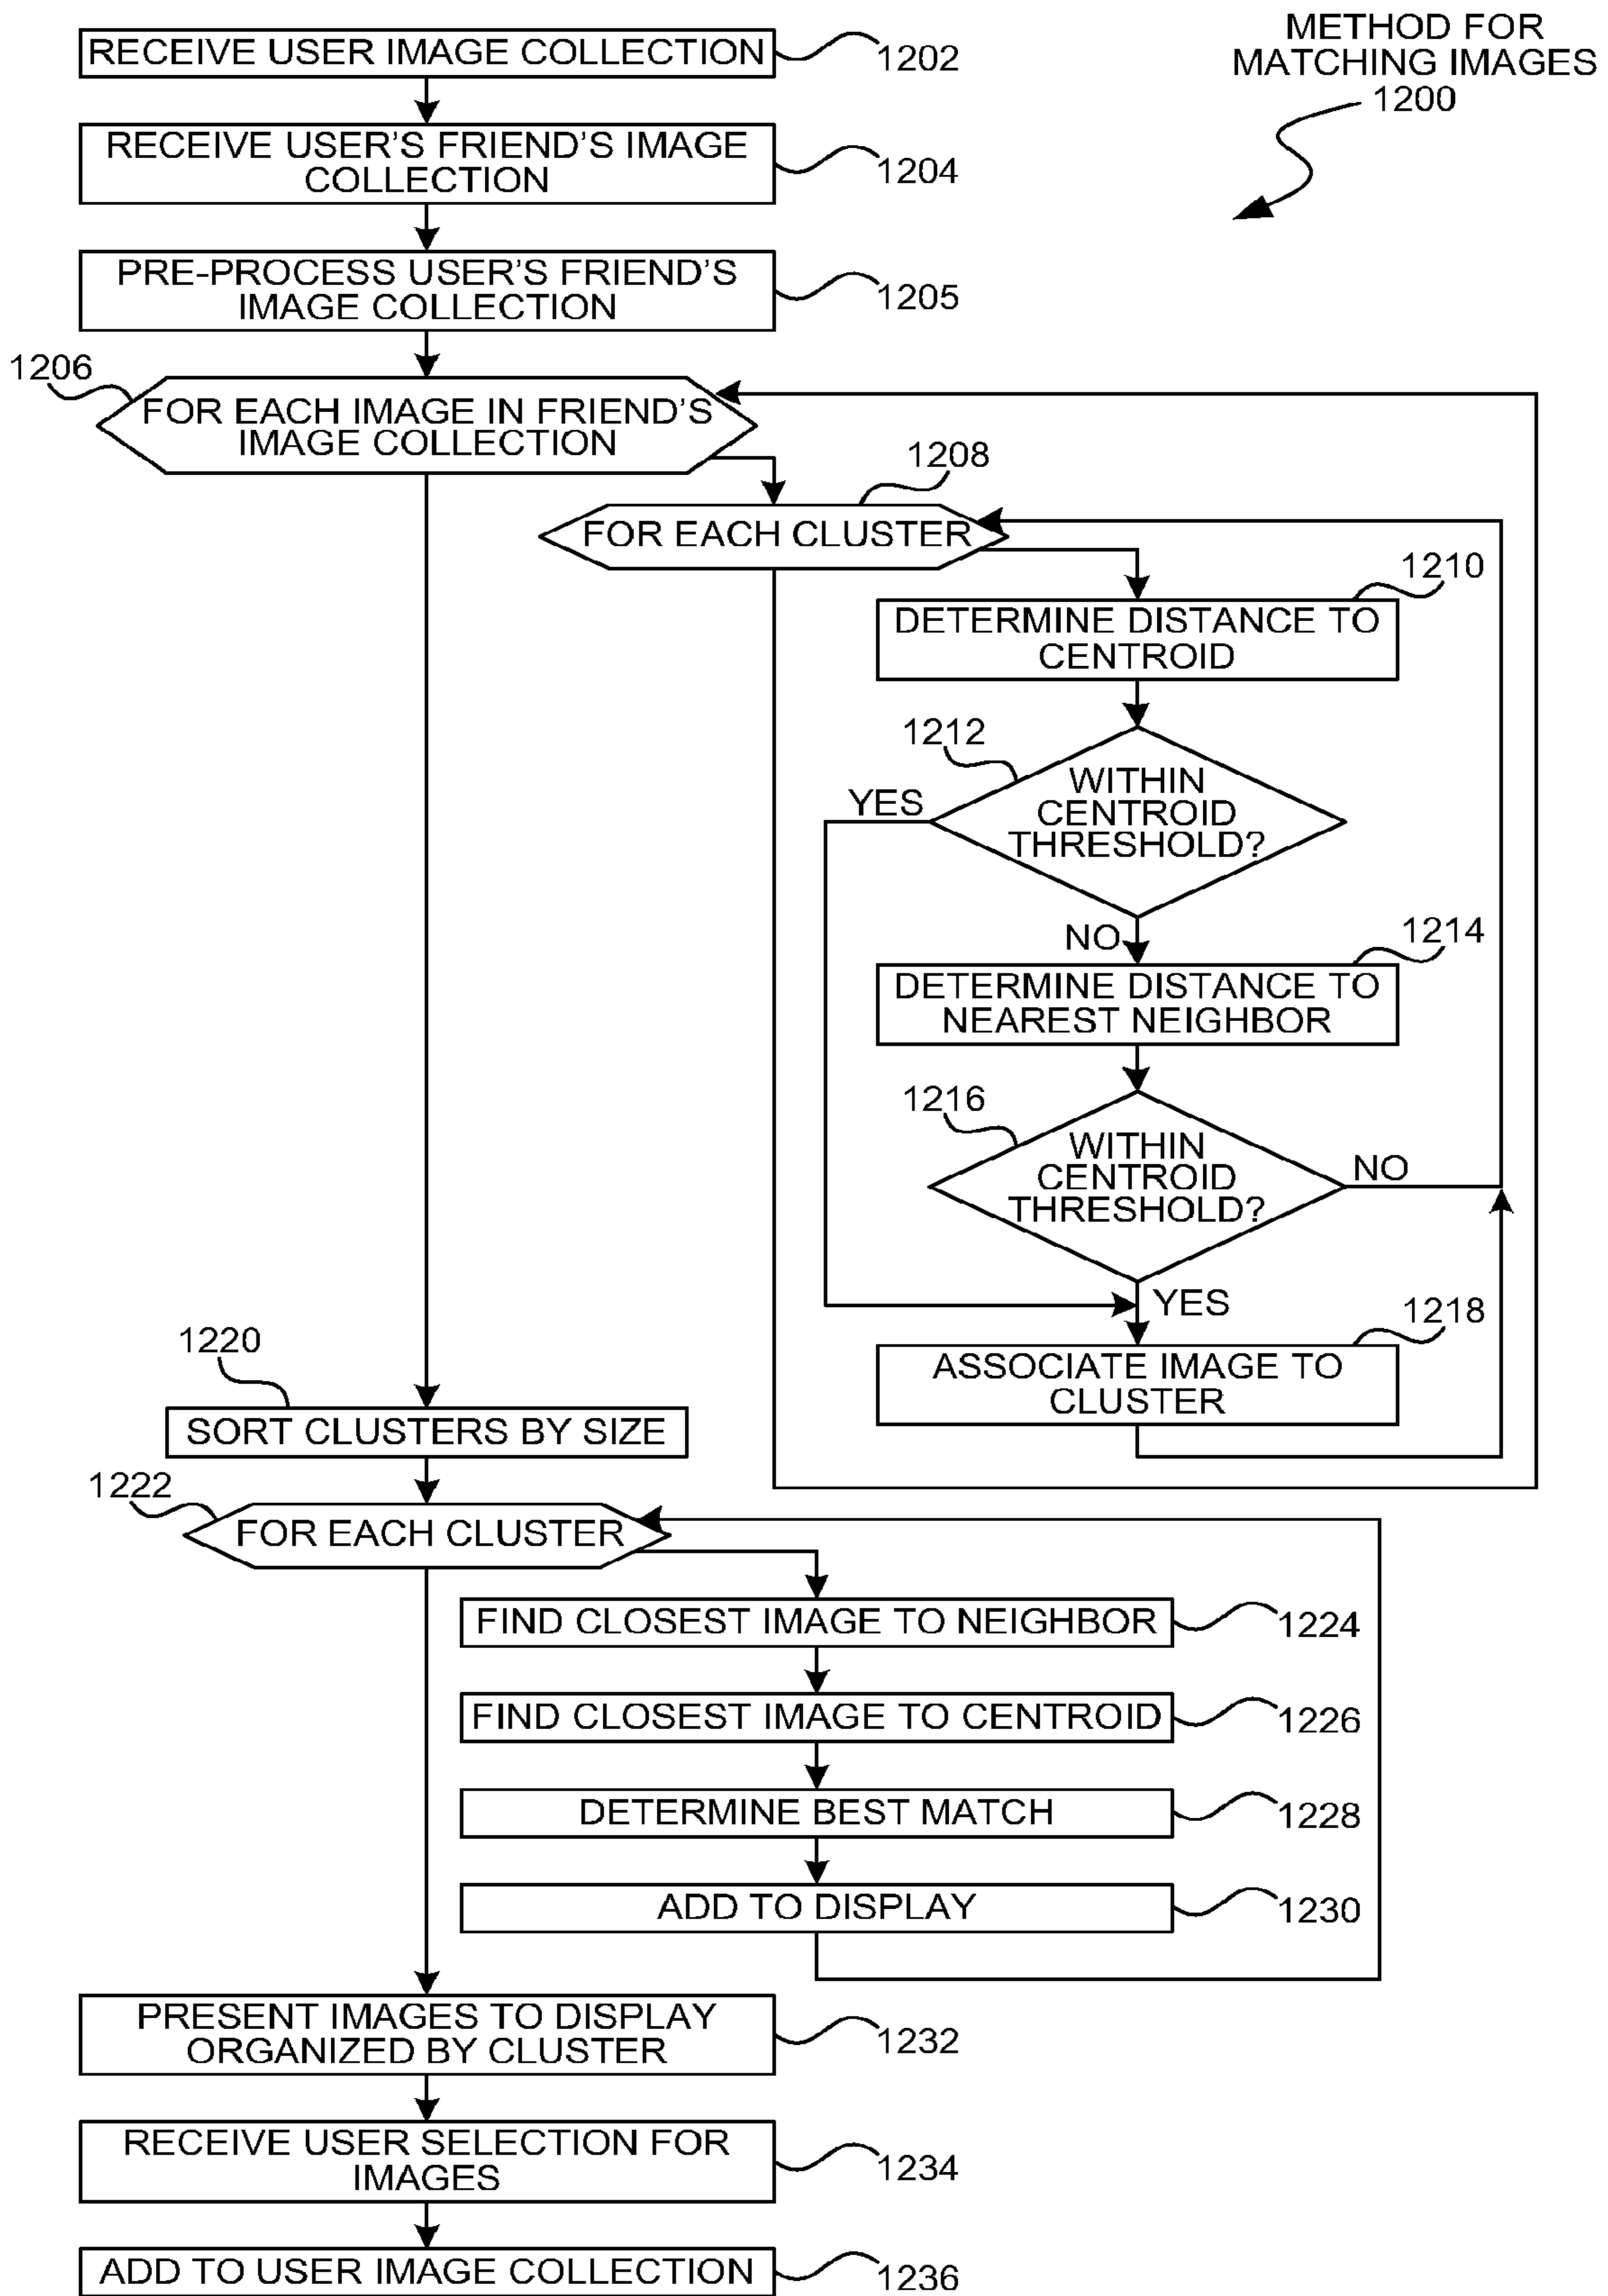 METHOD FOR
MATCHING IMAGES
1200
RECEIVE USER IMAGE COLLECTION
1202
RECEIVE USER'S FRIEND'S IMAGE
COLLECTION
1204
PRE-PROCESS USER'S FRIEND'S
IMAGE COLLECTION
1205
1206
FOR EACH IMAGE IN FRIEND'S
IMAGE COLLECTION
1208
FOR EACH CLUSTER
1210
DETERMINE DISTANCE TO
CENTROID
1212
WITHIN
CENTROID
THRESHOLD?
YES
NO
1214
DETERMINE DISTANCE TO
NEAREST NEIGHBOR
1216
WITHIN
CENTROID
THRESHOLD?
NO
YES
1218
ASSOCIATE IMAGE TO
CLUSTER
1220
SORT CLUSTERS BY SIZE
1222
FOR EACH CLUSTER
FIND CLOSEST IMAGE TO NEIGHBOR
1224
FIND CLOSEST IMAGE TO CENTROID
1226
DETERMINE BEST MATCH
1228
ADD TO DISPLAY
1230
PRESENT IMAGES TO DISPLAY
ORGANIZED BY CLUSTER
1232
RECEIVE USER SELECTION FOR
IMAGES
1234
ADD TO USER IMAGE COLLECTION
1236